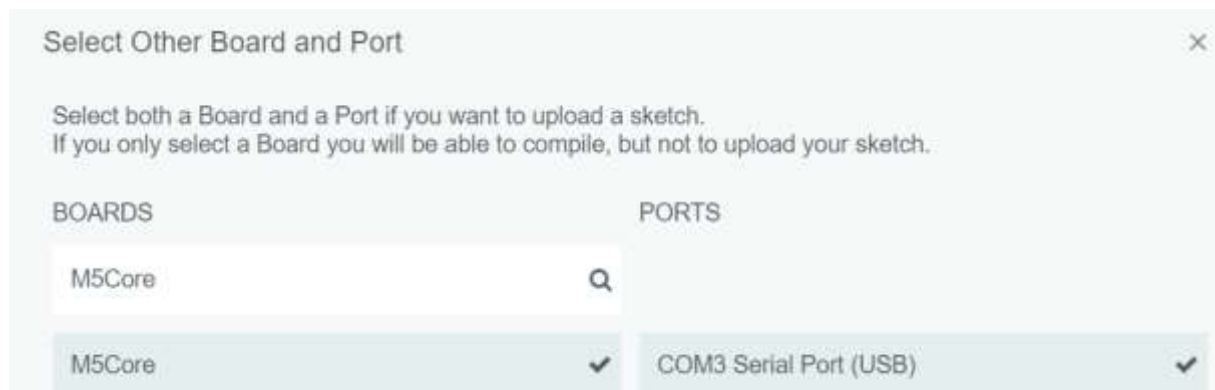 Select Other Board and Port
Select both a Board and a Port if you want to upload a sketch.
If you only select a Board you will be able to compile, but not to upload your sketch.
BOARDS
PORTS
M5Core
M5Core
COM3 Serial Port (USB)